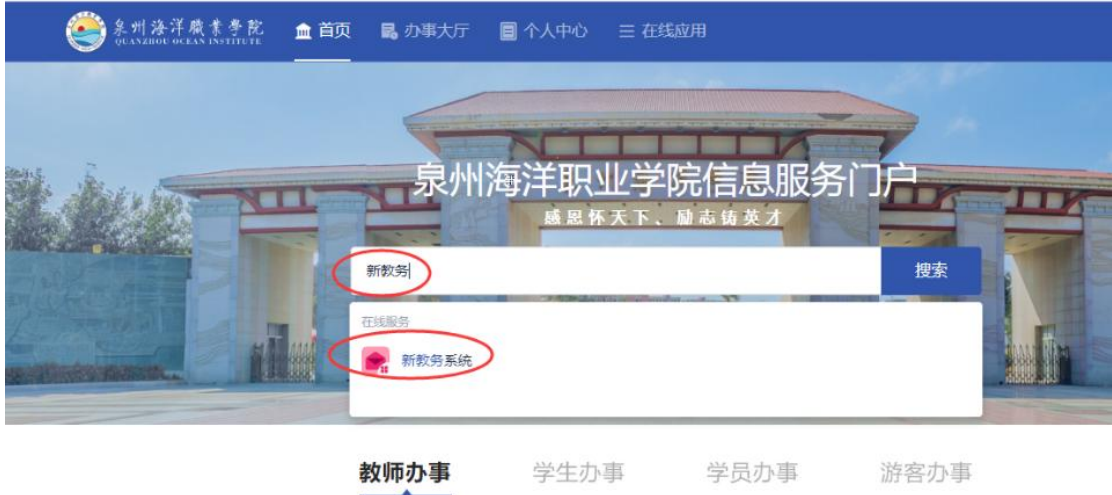 泉州海洋職業學院
QUANZHOU OCEAN INSTITUTE
首页
办事大厅
个人中心
在线应用
泉州海洋职业学院信息服务门户
感恩怀天下、励志铸英才
新教务
搜索
在线服务
新教务系统
教师办事
学生办事
学员办事
游客办事